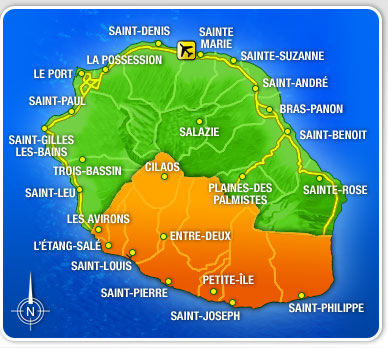 SAINT-DENIS
SAINTE
MARIE
LA POSSESSION
SAINTE-SUZANNE
LE PORT
SAINT-ANDRÉ
SAINT-PAUL
BRAS-PANON
SALAZIE
SAINT-BENOIT
SAINT-GILLES
LES-BAINS
TROIS-BASSIN
CILAOS
SAINT-LEU
PLAINES-DES
PALMISTES
SAINTE-ROSE
LES AVIRONS
L'ÉTANG-SALÉ
ENTRE-DEUX
SAINT-LOUIS
PETITE-ÎLE
SAINT-PIERRE
SAINT-JOSEPH
SAINT-PHILIPPE
N